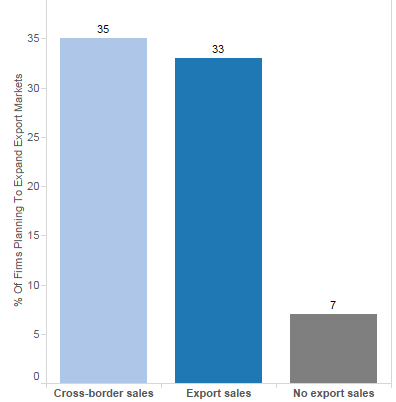 % Of Firms Planning To Expand Export Markets
35
30
25
20
15
10
5
0
35
33
7
Cross-border sales
Export sales
No export sales